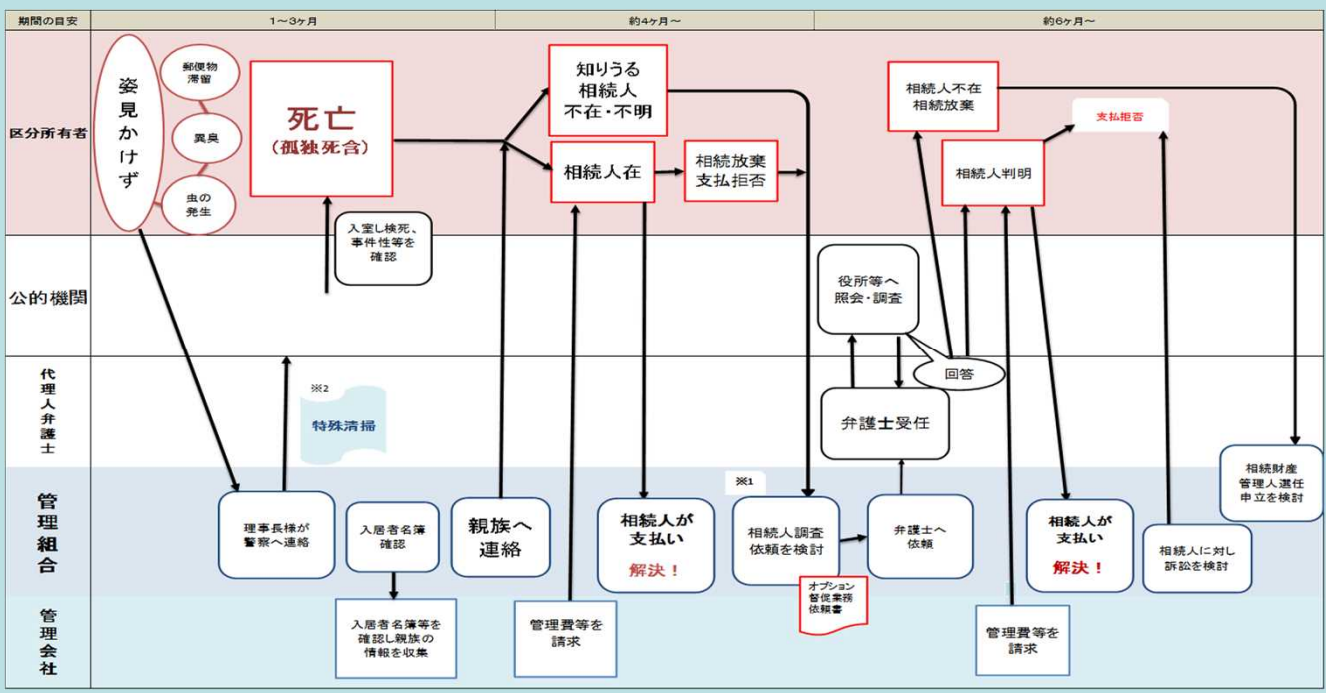 期間の目安
1～3ヶ月
約4ヶ月～
約6ヶ月～
区分所有者
姿見かけず
郵便物
滞留
異臭
虫の
発生
死亡
(孤独死含)
入室し検死、
事件性等を
確認
知りうる
相続人
不在・不明
相続人在
相続放棄
支払拒否
相続人不在
相続放棄
支払拒否
相続人判明
公的機関
役所等へ
照会・調査
回答
代理人弁護士
※2
特殊清掃
弁護士受任
管理組合
理事長様が
警察へ連絡
入居者名簿
確認
親族へ
連絡
相続人が
支払い
解決！
※1
相続人調査
依頼を検討
オプション
督促業務
依頼書
弁護士へ
依頼
相続人が
支払い
解決！
相続人に対し
訴訟を検討
相続財産
管理人選任
申立を検討
管理会社
入居者名簿等を
確認し親族の
情報を収集
管理費等を
請求
管理費等を
請求